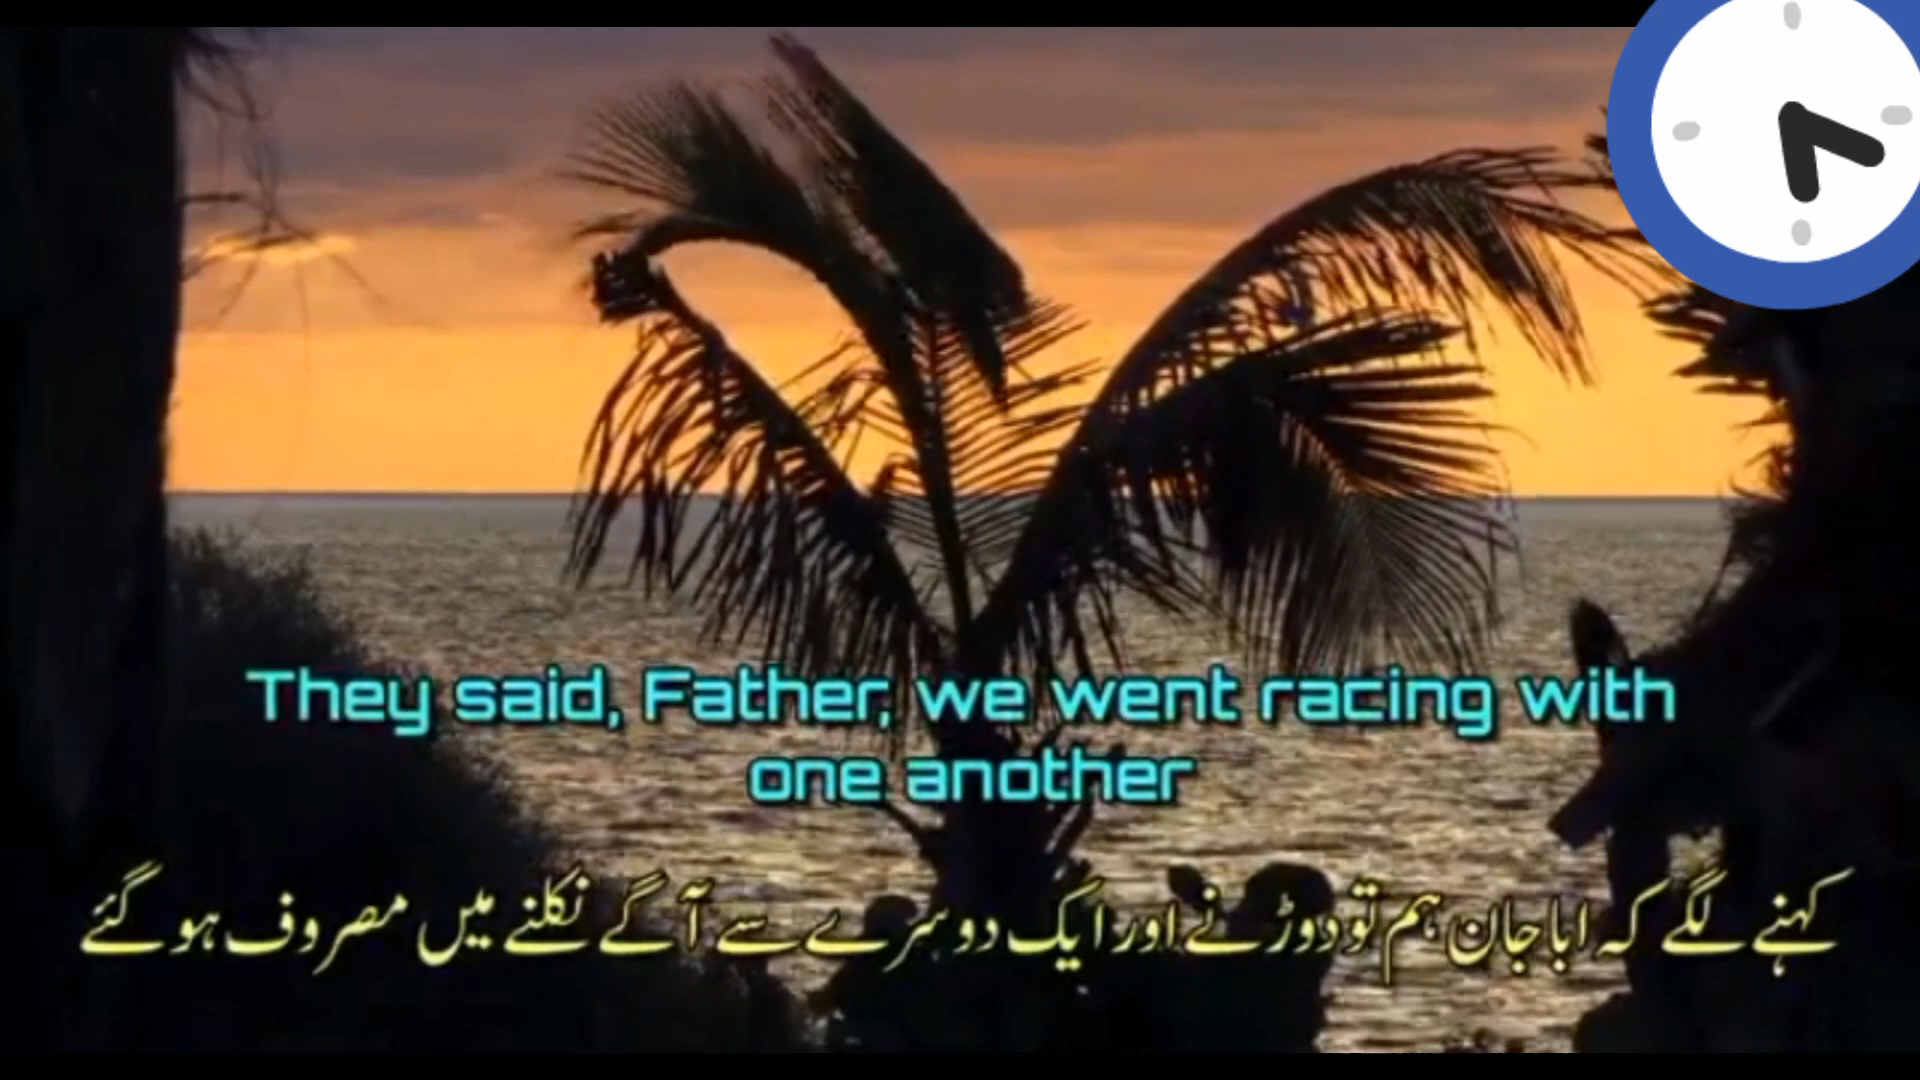 They said, Father, we went racing with
one another
کہنے لگے کہ ابا جان ہم تو دوڑنے اور ایک دوسرے سے آگے نکلنے میں مصروف ہو گئے